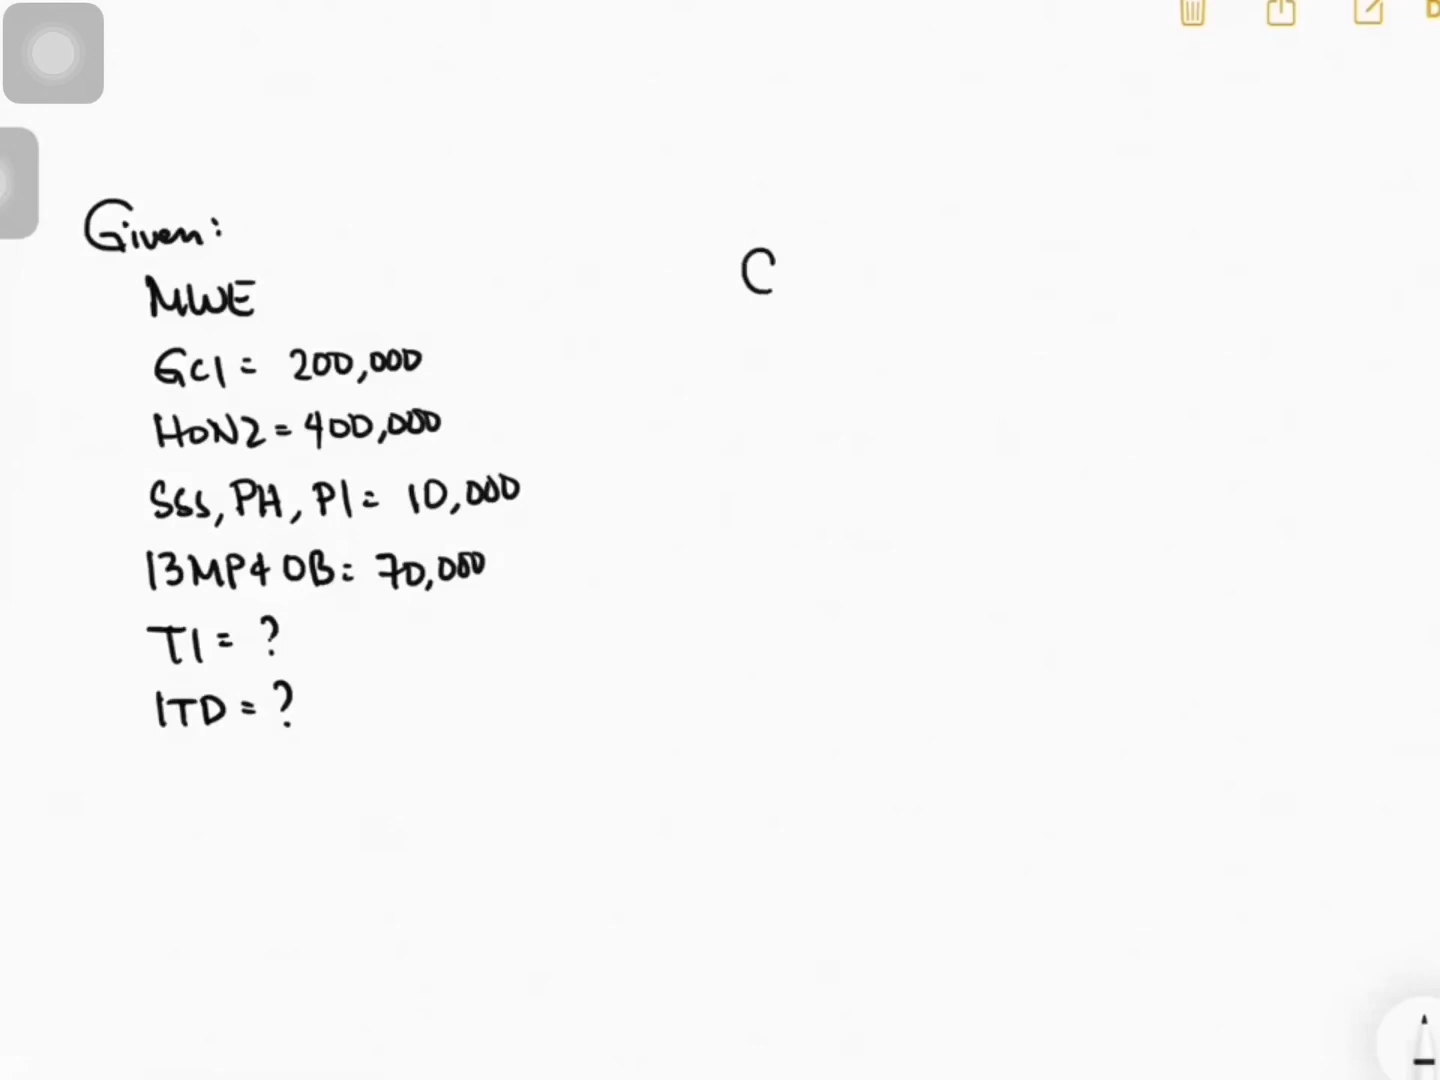 Given:
MWE
GCI = 200,000
HON2 = 400,000
SSS, PH, PI = 10,000
13MP & OB = 70,000
TI = ?
ITD = ?
C